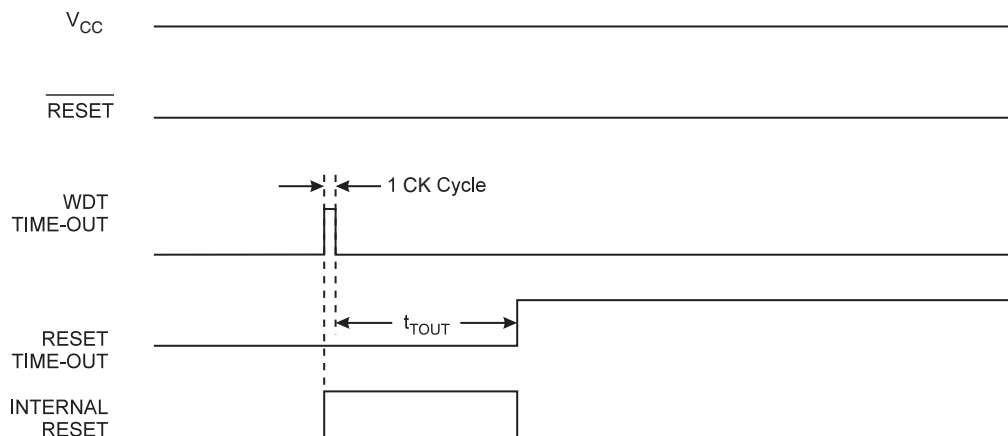 VCC
RESET
1 CK Cycle
WDT
TIME-OUT
tTOUT
RESET
TIME-OUT
INTERNAL
RESET